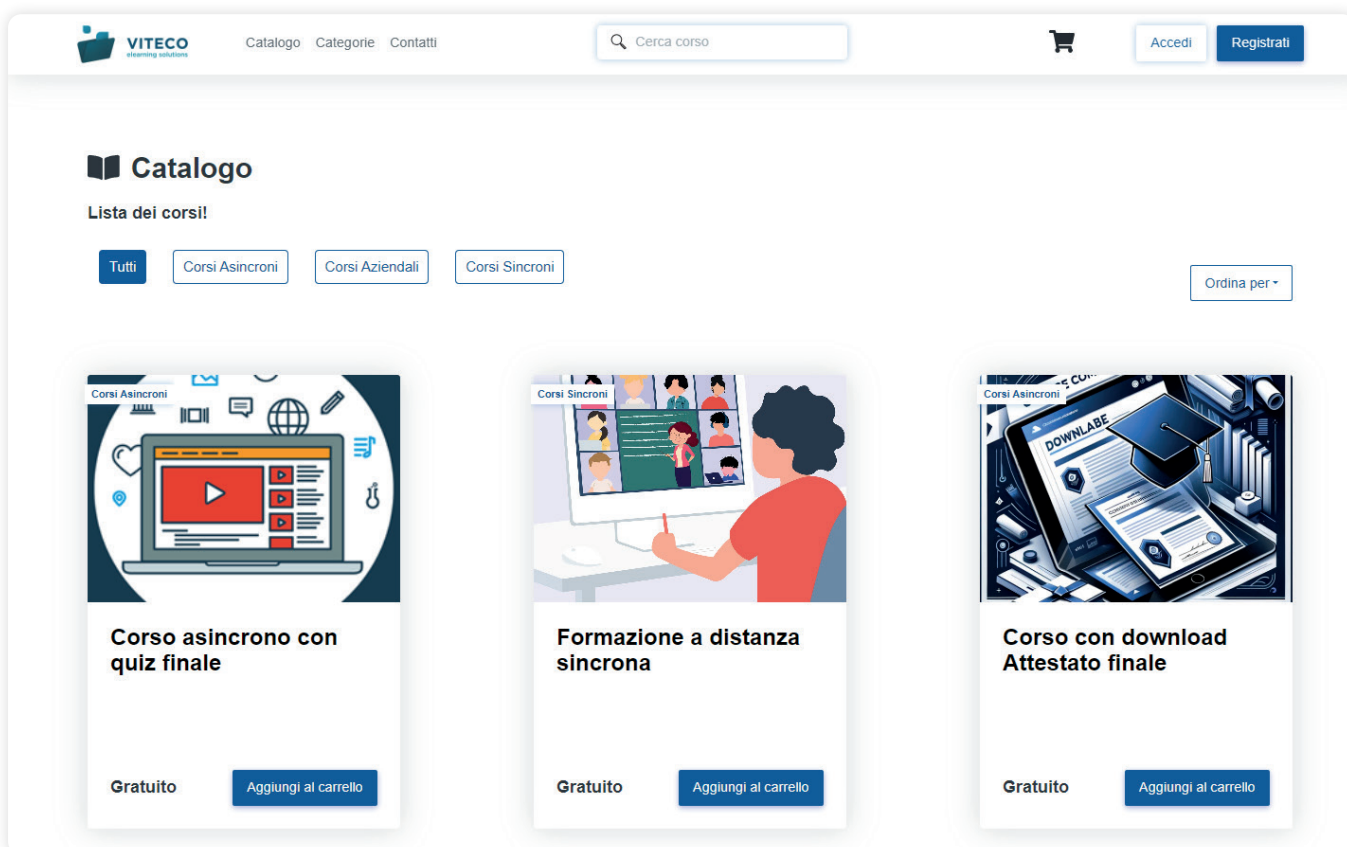 VITECO
elearning solutions
Catalogo Categorie Contatti
Cerca corso
Accedi
Registrati
Catalogo
Lista dei corsi!
Tutti
Corsi Asincroni
Corsi Aziendali
Corsi Sincroni
Ordina per
Corsi Asincroni
Corsi Sincroni
Corsi Asincroni
DOWNLABE
Corso asincrono con
quiz finale
Formazione a distanza
sincrona
Corso con download
Attestato finale
Gratuito
Aggiungi al carrello
Gratuito
Aggiungi al carrello
Gratuito
Aggiungi al carrello